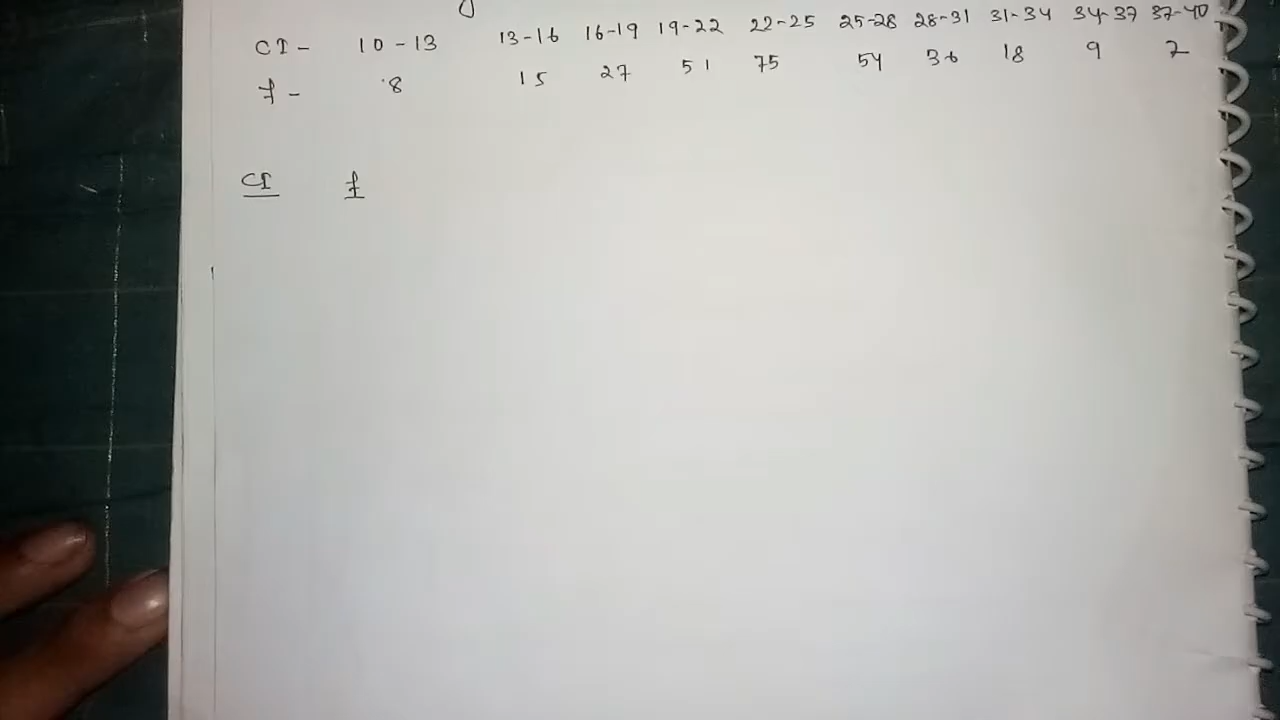 CI - 10-13 13-16 16-19 19-22 22-25 25-28 28-31 31-34 34-37 37-40
f - 8 15 27 51 75 54 36 18 9 7
CI f